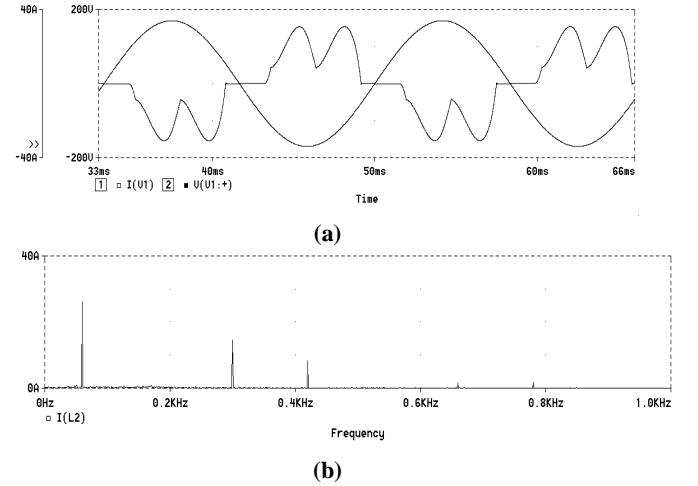 40A 200V
>>
-40A -200V
33ms 40ms 50ms 60ms 66ms
1 I(V1) 2 V(V1:+)
Time
(a)
40A
0A
0Hz 0.2KHz 0.4KHz 0.6KHz 0.8KHz 1.0KHz
I(L2)
Frequency
(b)